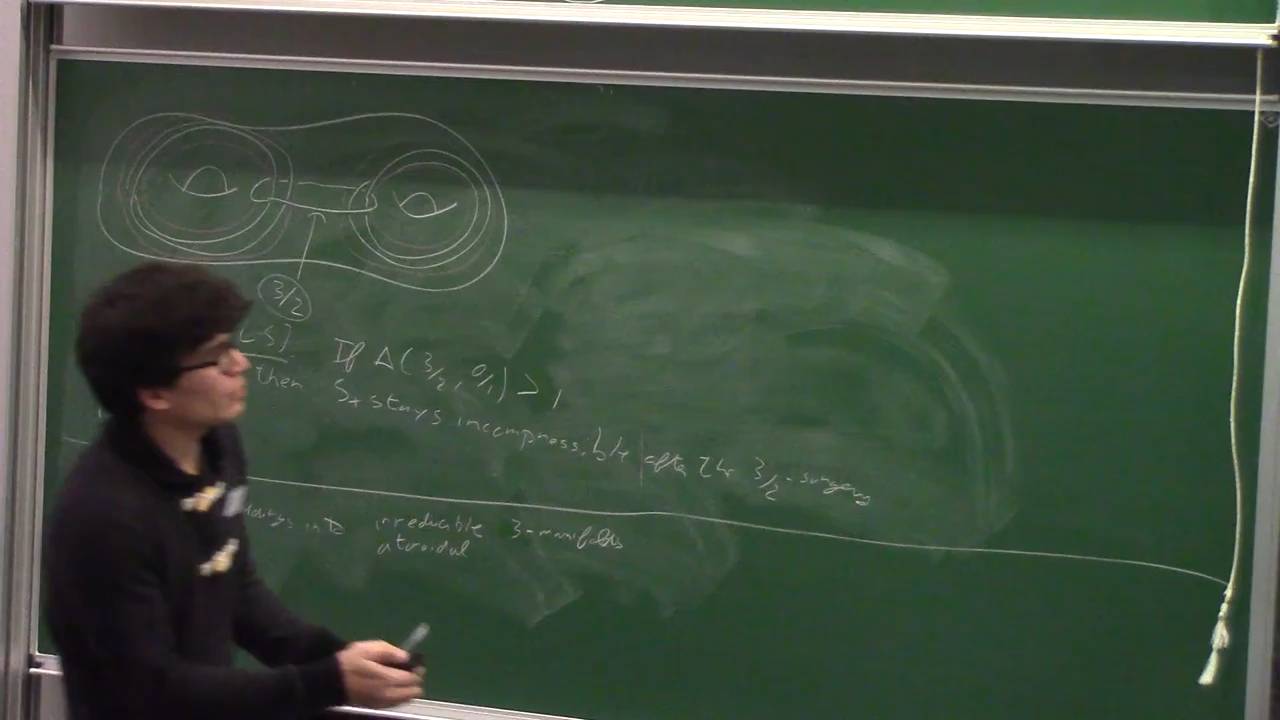 3/2
If Δ(3/2, 0/1) > 1
then S₊ stays incompressible after the 3/2-surgery
irreducible 3-manifolds
atoroidal